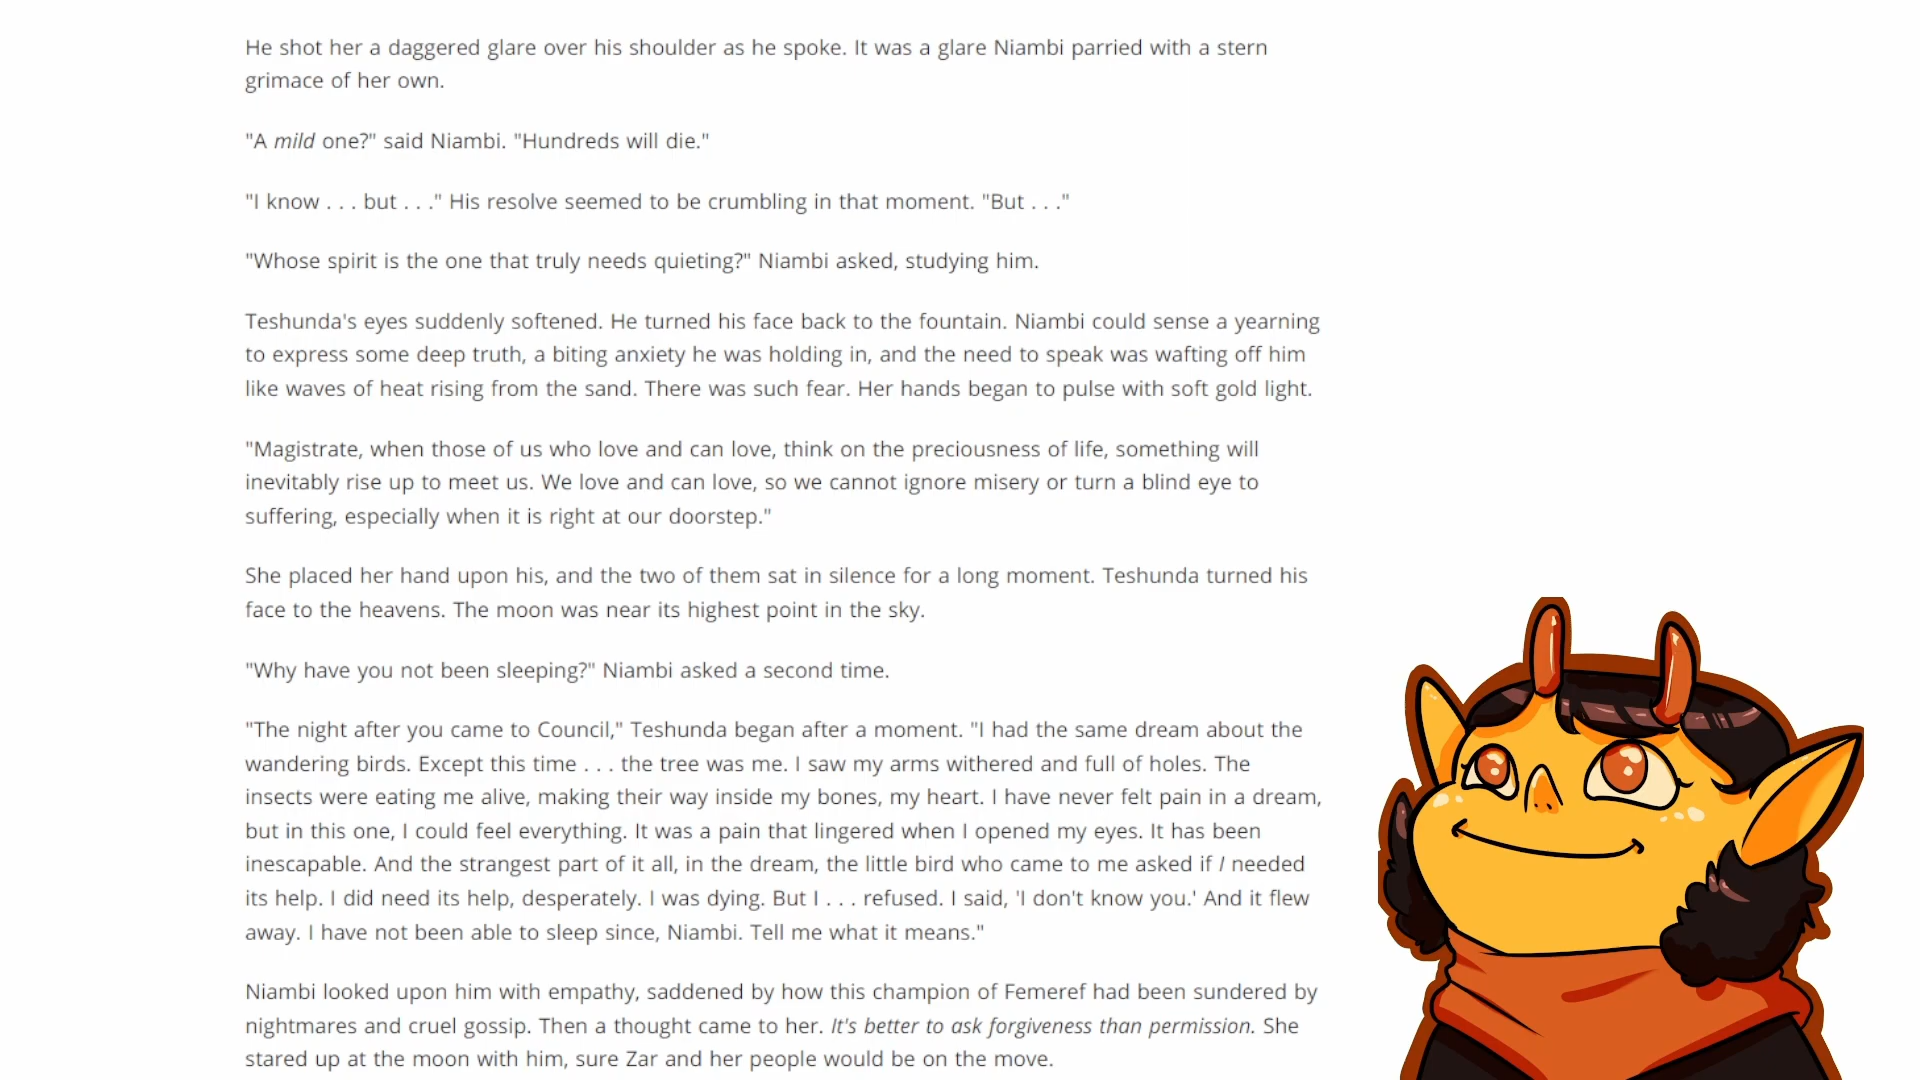 He shot her a daggered glare over his shoulder as he spoke. It was a glare Niambi parried with a stern
grimace of her own.
"A mild one?" said Niambi. "Hundreds will die."
"I know . . . but . . ." His resolve seemed to be crumbling in that moment. "But . . ."
"Whose spirit is the one that truly needs quieting?" Niambi asked, studying him.
Teshunda's eyes suddenly softened. He turned his face back to the fountain. Niambi could sense a yearning
to express some deep truth, a biting anxiety he was holding in, and the need to speak was wafting off him
like waves of heat rising from the sand. There was such fear. Her hands began to pulse with soft gold light.
"Magistrate, when those of us who love and can love, think on the preciousness of life, something will
inevitably rise up to meet us. We love and can love, so we cannot ignore misery or turn a blind eye to
suffering, especially when it is right at our doorstep."
She placed her hand upon his, and the two of them sat in silence for a long moment. Teshunda turned his
face to the heavens. The moon was near its highest point in the sky.
"Why have you not been sleeping?" Niambi asked a second time.
"The night after you came to Council," Teshunda began after a moment. "I had the same dream about the
wandering birds. Except this time . . . the tree was me. I saw my arms withered and full of holes. The
insects were eating me alive, making their way inside my bones, my heart. I have never felt pain in a dream,
but in this one, I could feel everything. It was a pain that lingered when I opened my eyes. It has been
inescapable. And the strangest part of it all, in the dream, the little bird who came to me asked if I needed
its help. I did need its help, desperately. I was dying. But I . . . refused. I said, 'I don't know you.' And it flew
away. I have not been able to sleep since, Niambi. Tell me what it means."
Niambi looked upon him with empathy, saddened by how this champion of Femeref had been sundered by
nightmares and cruel gossip. Then a thought came to her. It's better to ask forgiveness than permission. She
stared up at the moon with him, sure Zar and her people would be on the move.